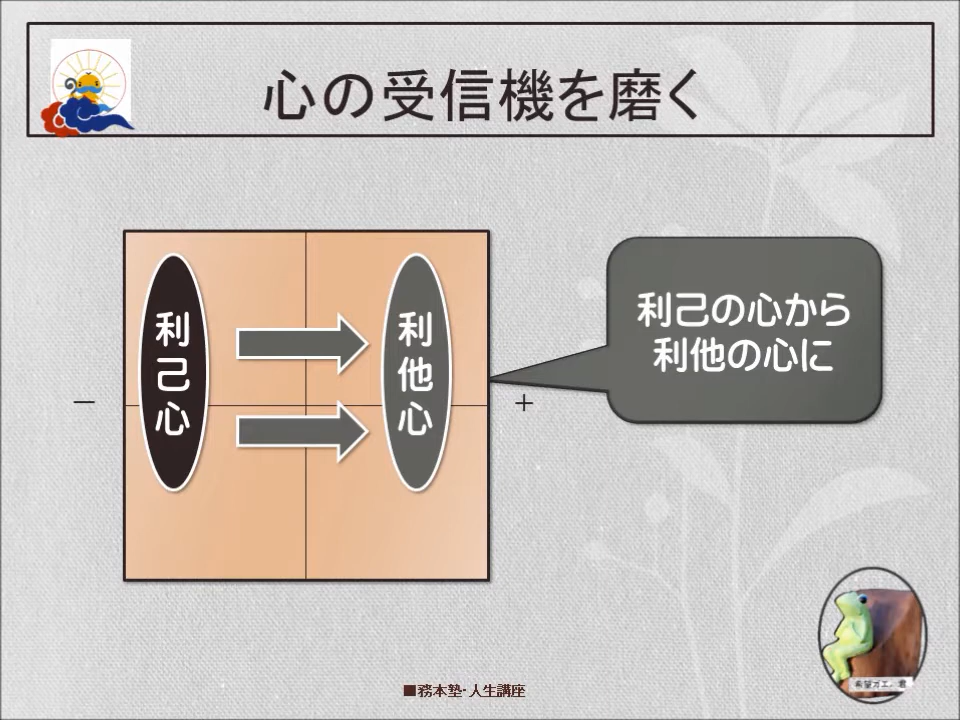 心の受信機を磨く
利己心
利他心
利己の心から
利他の心に
－
＋
■務本塾・人生講座